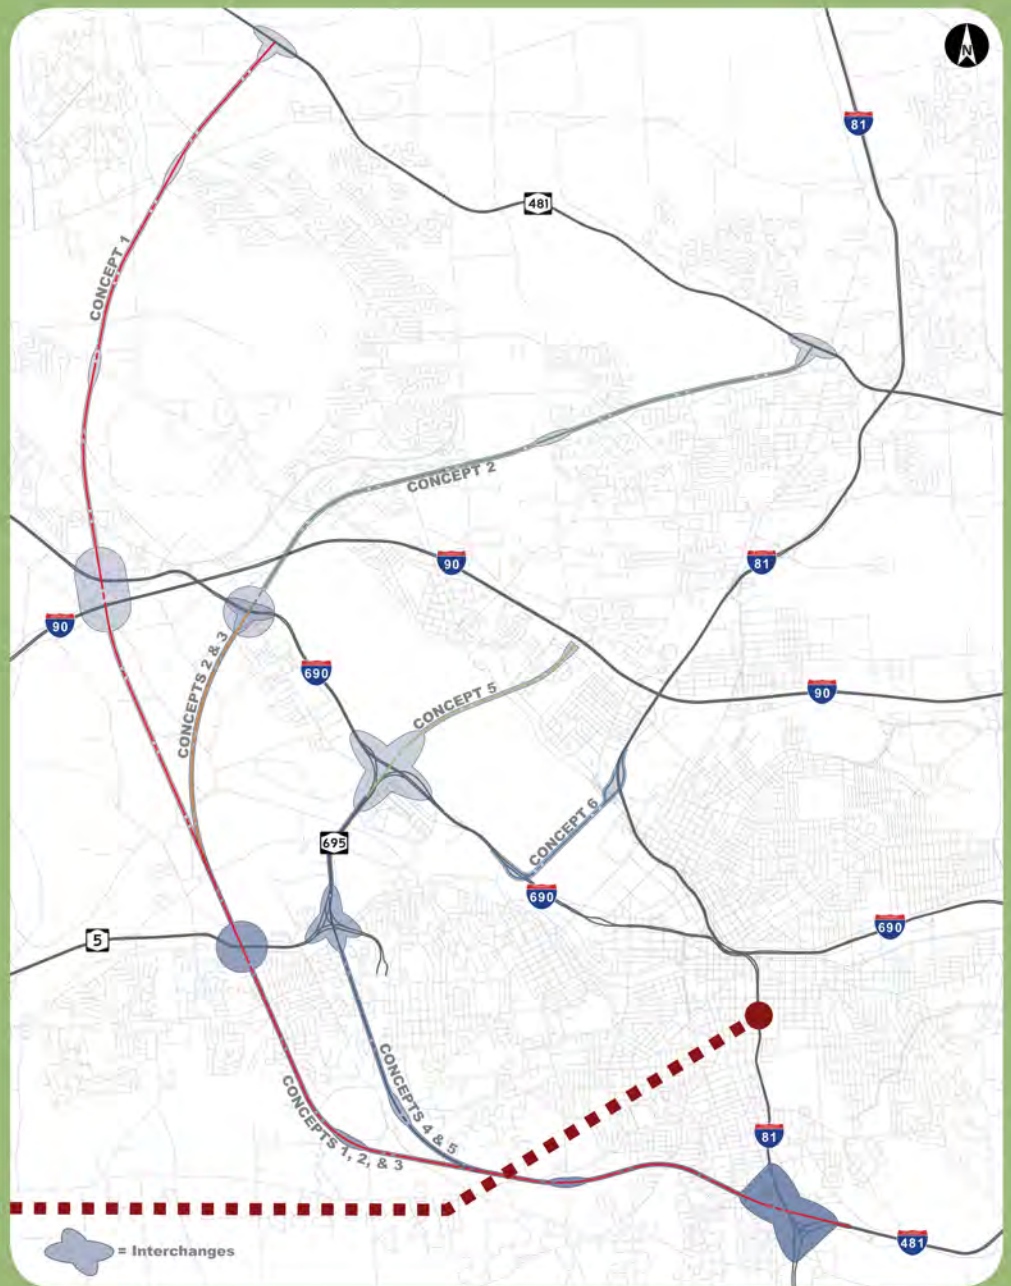 N
81
481
CONCEPT 1
CONCEPT 2
90
81
90
CONCEPTS 2 & 3
690
CONCEPT 5
90
CONCEPT 6
695
690
690
5
CONCEPTS 4 & 5
CONCEPTS 1, 2, & 3
81
481
= Interchanges